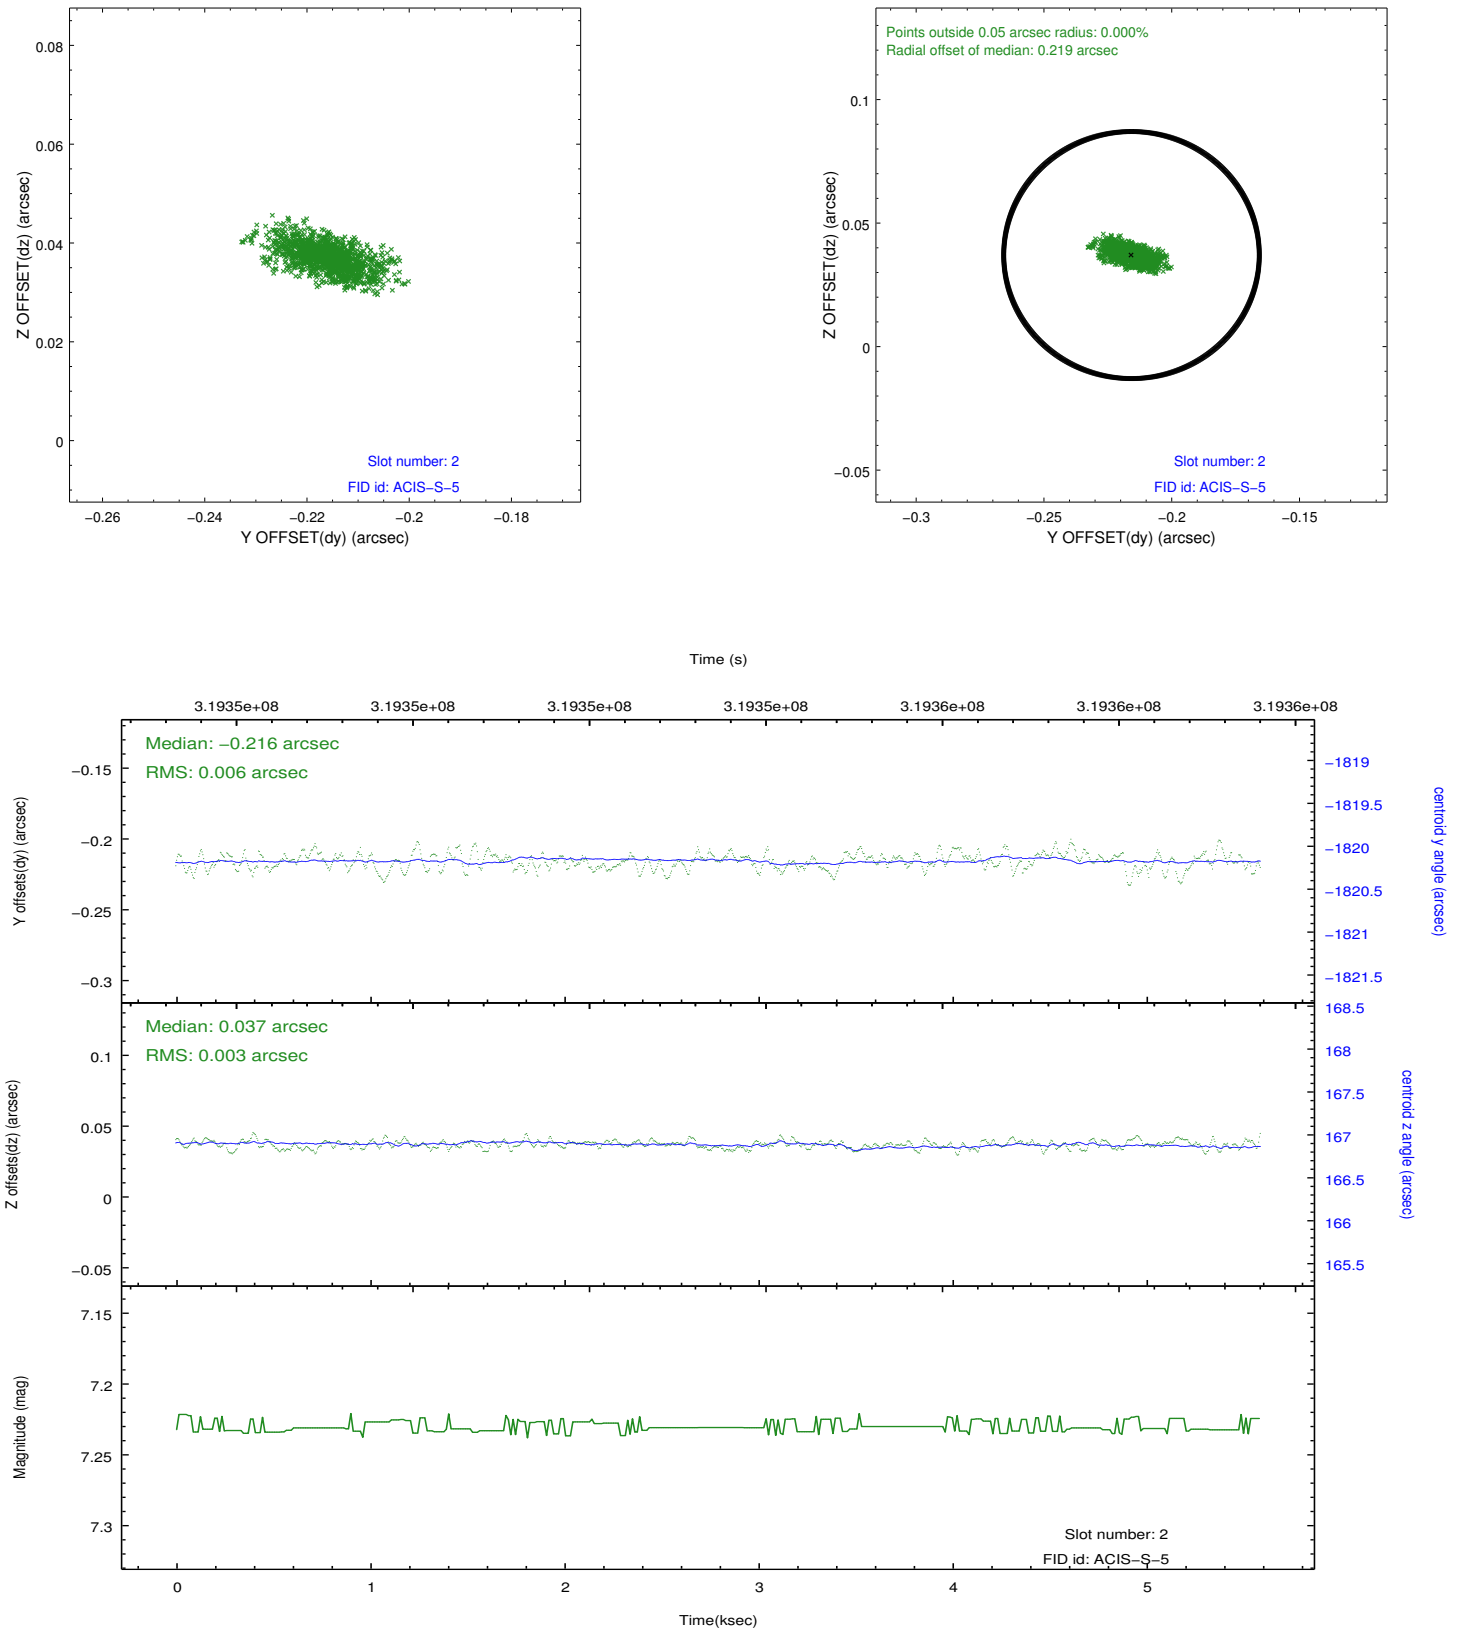 0.08
0.06
0.04
0.02
0
Z OFFSET(dz) (arcsec)
Slot number: 2
FID id: ACIS−S−5
−0.26 −0.24 −0.22 −0.2 −0.18
Y OFFSET(dy) (arcsec)
Points outside 0.05 arcsec radius: 0.000%
Radial offset of median: 0.219 arcsec
0.1
0.05
0
−0.05
Z OFFSET(dz) (arcsec)
Slot number: 2
FID id: ACIS−S−5
−0.3 −0.25 −0.2 −0.15
Y OFFSET(dy) (arcsec)
Time (s)
3.1935e+08 3.1935e+08 3.1935e+08 3.1935e+08 3.1936e+08 3.1936e+08 3.1936e+08
Median: −0.216 arcsec
RMS: 0.006 arcsec
−0.15
−0.2
−0.25
−0.3
Y offsets(dy) (arcsec)
−1819
−1819.5
−1820
−1820.5
−1821
−1821.5
centroid y angle (arcsec)
Median: 0.037 arcsec
RMS: 0.003 arcsec
0.1
0.05
0
−0.05
Z offsets(dz) (arcsec)
168.5
168
167.5
167
166.5
166
165.5
centroid z angle (arcsec)
7.15
7.2
7.25
7.3
Magnitude (mag)
Slot number: 2
FID id: ACIS−S−5
0 1 2 3 4 5
Time(ksec)